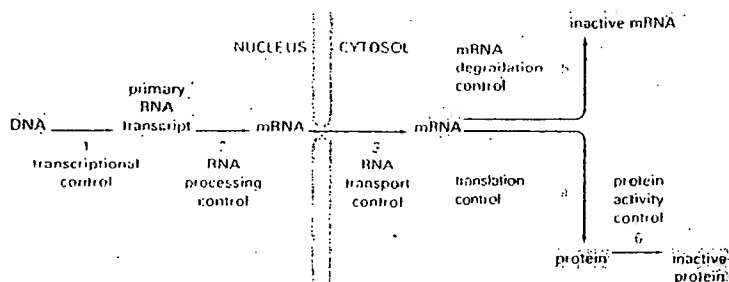 inactive mRNA
NUCLEUS CYTOSOL
mRNA
degradation
control
5
primary
RNA
transcript
DNA
mRNA
mRNA
1
transcriptional
control
2
RNA
processing
control
3
RNA
transport
control
translation
control
protein
activity
control
6
protein
inactive
protein